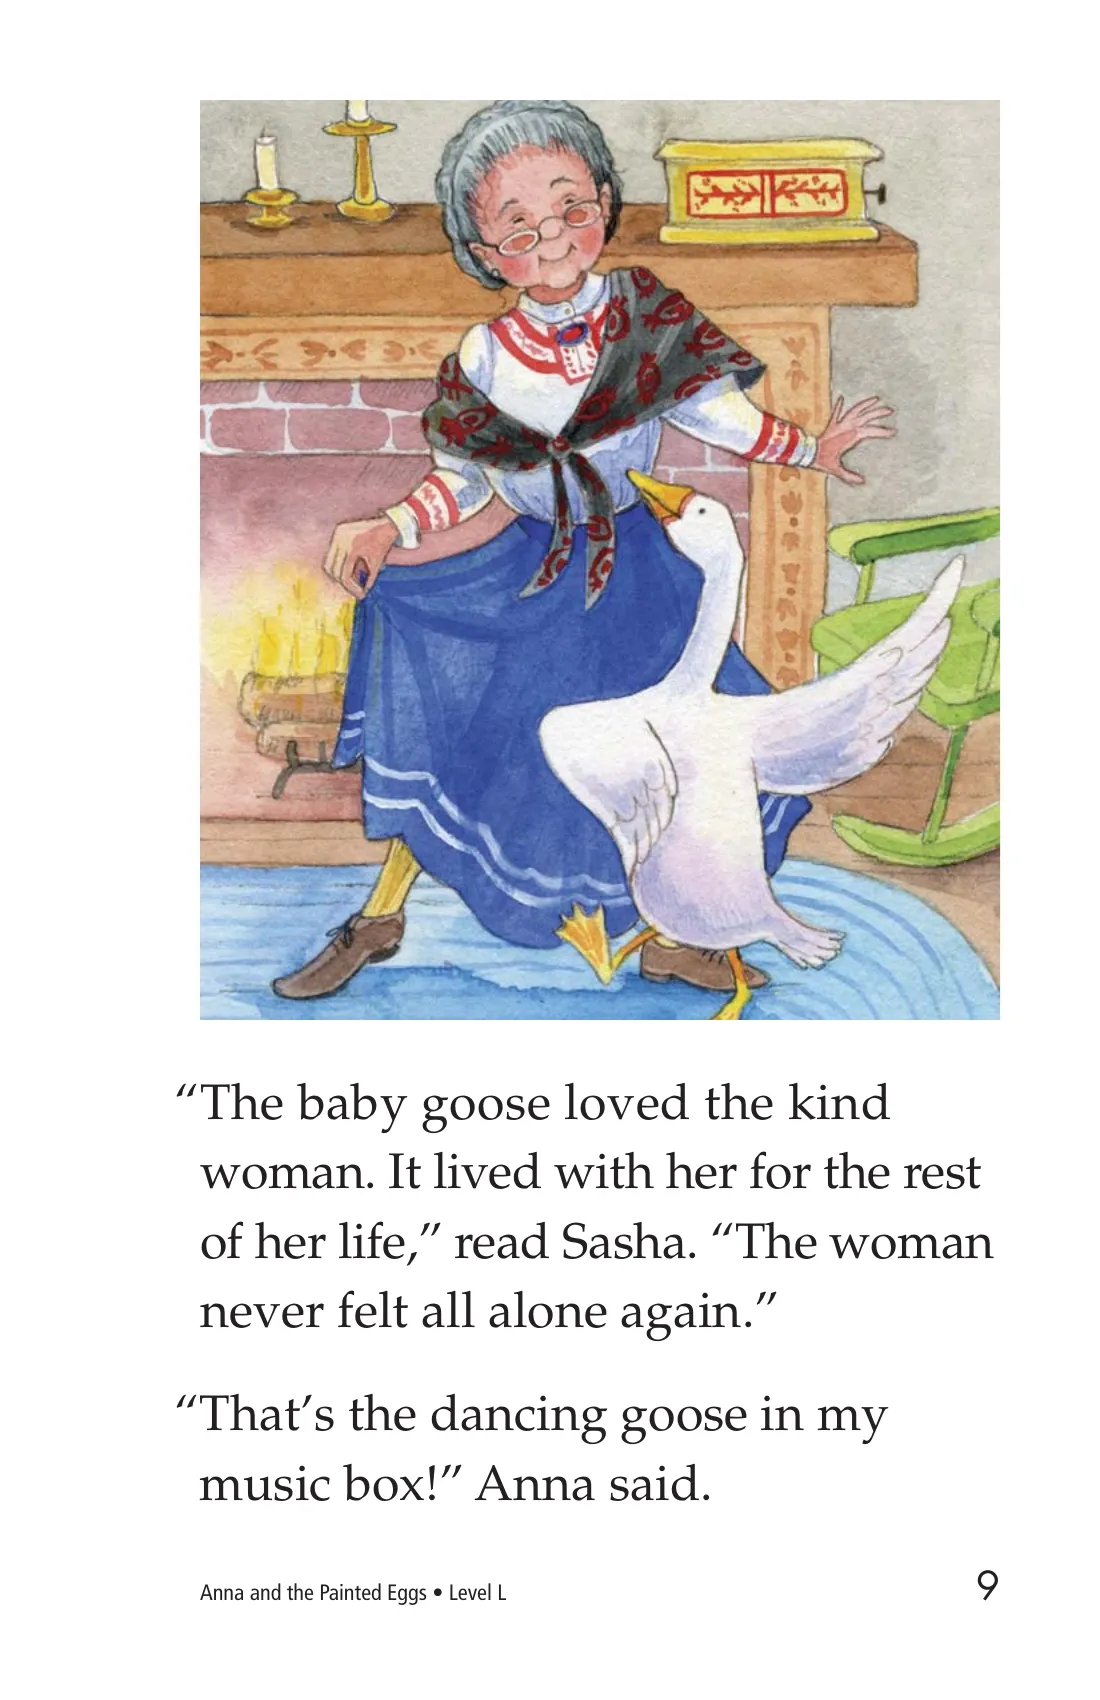 “The baby goose loved the kind
woman. It lived with her for the rest
of her life,” read Sasha. “The woman
never felt all alone again.”
“That’s the dancing goose in my
music box!” Anna said.
Anna and the Painted Eggs • Level L
9